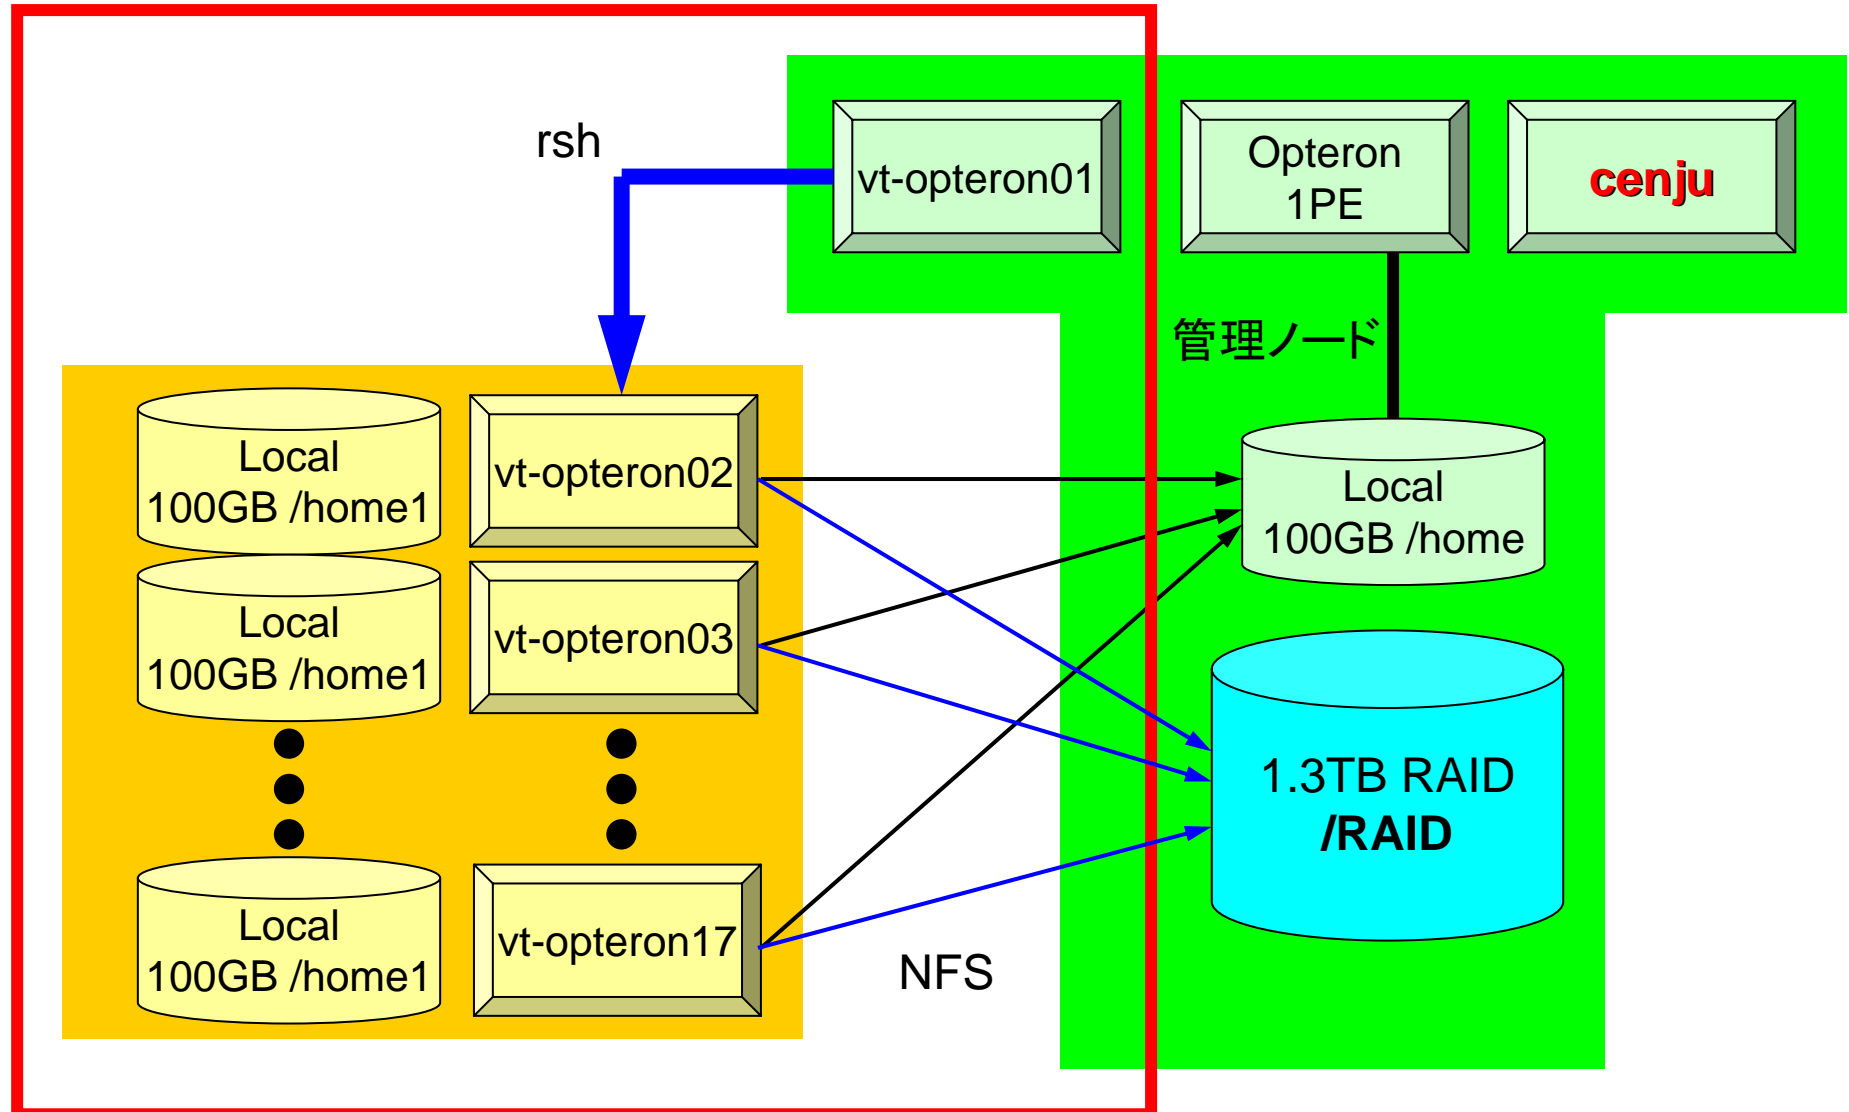 rsh
vt-opteron01
Opteron
1PE
cenju
管理ノード
Local
100GB /home1
vt-opteron02
Local
100GB /home
Local
100GB /home1
vt-opteron03
1.3TB RAID
/RAID
Local
100GB /home1
vt-opteron17
NFS